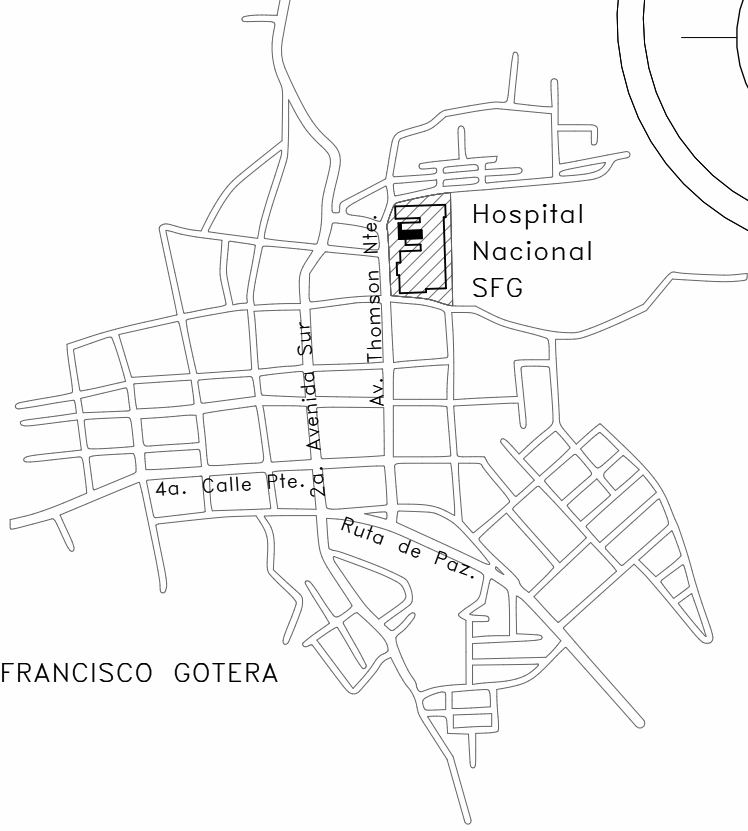 Hospital
Nacional
SFG
Av. Thomson Nte.
2a. Avenida Sur
4a. Calle Pte.
Ruta de Paz.
FRANCISCO GOTERA